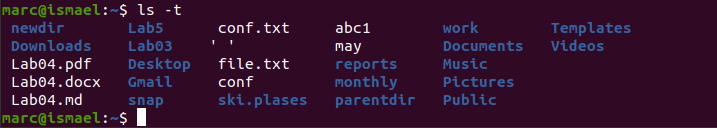 marc@ismael:~$ ls -t
newdir Lab5 conf.txt abc1 work Templates
Downloads Lab03 ' ' may Documents Videos
Lab04.pdf Desktop file.txt reports Music
Lab04.docx Gmail conf monthly Pictures
Lab04.md snap ski.plases parentdir Public
marc@ismael:~$